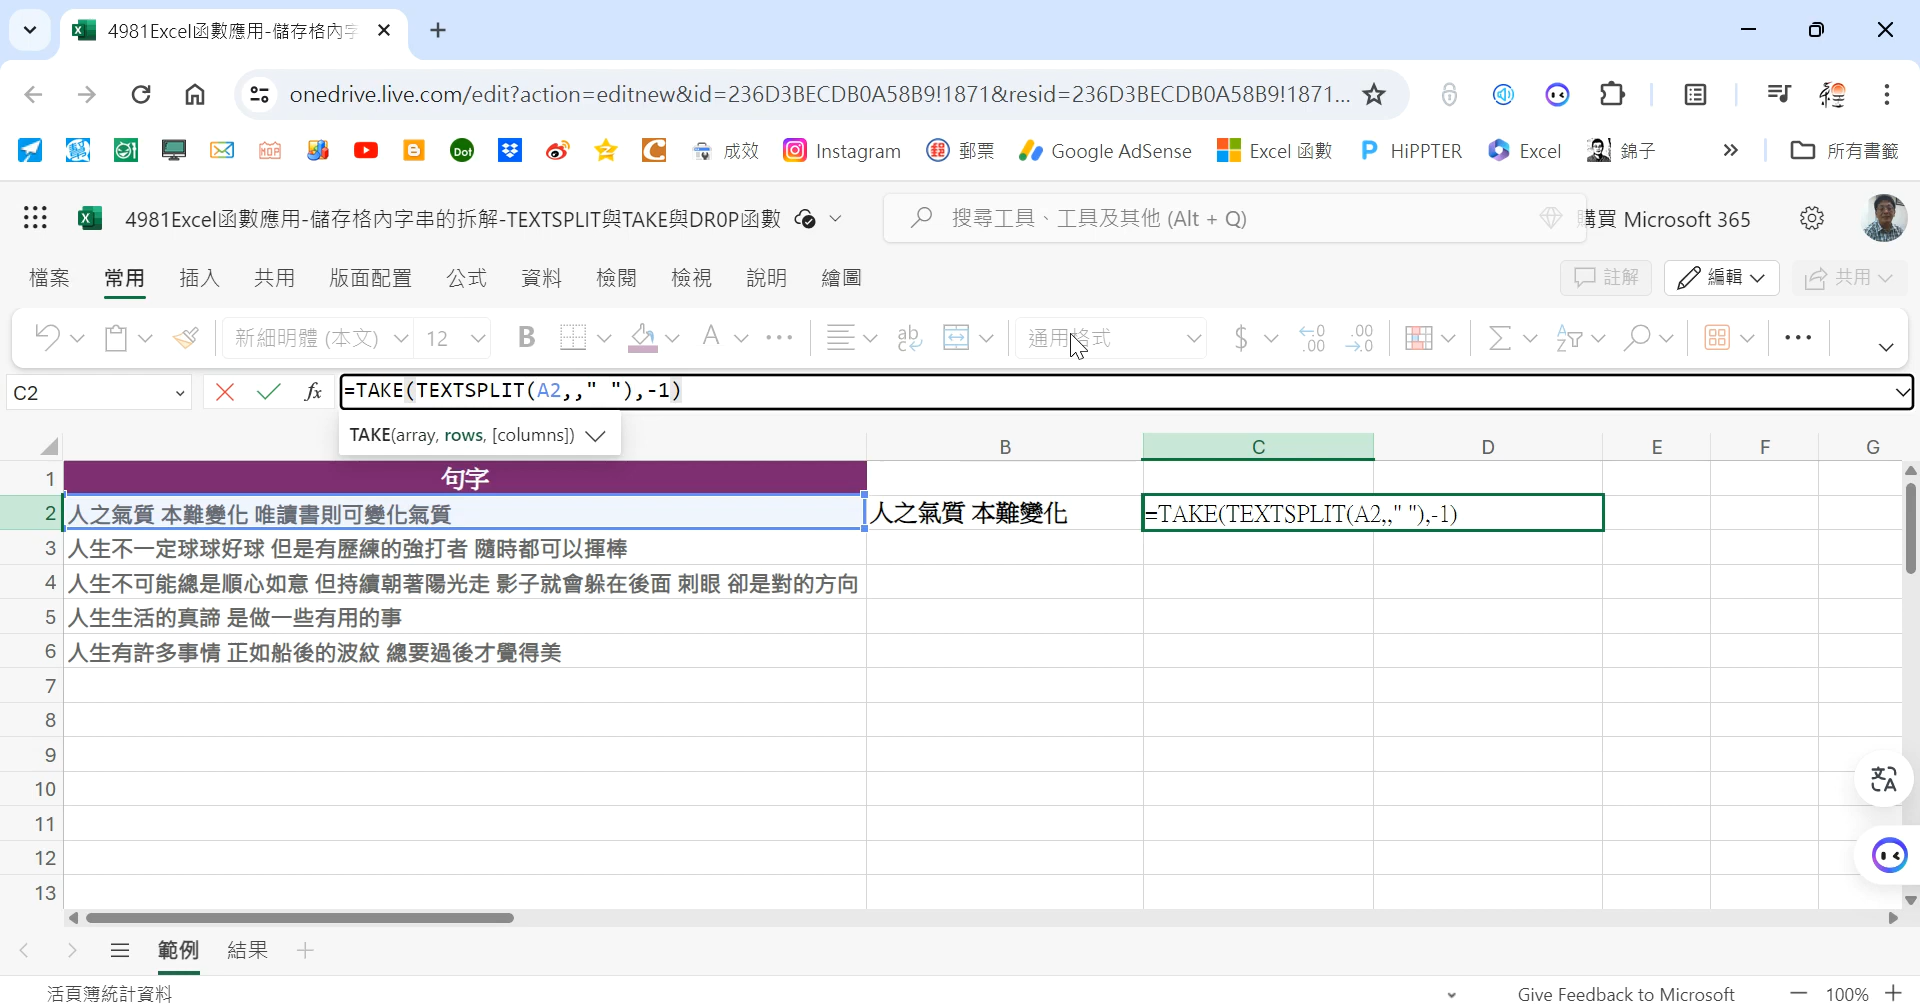 4981Excel函數應用-儲存格內字
onedrive.live.com/edit?action=editnew&id=236D3BECDB0A58B9!1871&resid=236D3BECDB0A58B9!1871...
成效
Instagram
郵票
Google AdSense
Excel 函數
HiPPTER
Excel
錦子
»
所有書籤
4981Excel函數應用-儲存格內字串的拆解-TEXTSPLIT與TAKE與DR0P函數
搜尋工具、工具及其他 (Alt + Q)
購買 Microsoft 365
檔案 常用 插入 共用 版面配置 公式 資料 檢閱 檢視 說明 繪圖
註解 編輯 共用
新細明體 (本文) 12 B 通用格式
C2
=TAKE(TEXTSPLIT(A2,," "),-1)
TAKE(array, rows, [columns])
B C D E F G
1 句字
2 人之氣質 本難變化 唯讀書則可變化氣質 人之氣質 本難變化 =TAKE(TEXTSPLIT(A2,," "),-1)
3 人生不一定球球好球 但是有歷練的強打者 隨時都可以揮棒
4 人生不可能總是順心如意 但持續朝著陽光走 影子就會躲在後面 刺眼 卻是對的方向
5 人生生活的真諦 是做一些有用的事
6 人生有許多事情 正如船後的波紋 總要過後才覺得美
7
8
9
10
11
12
13
範例 結果
活頁簿統計資料
Give Feedback to Microsoft
100%